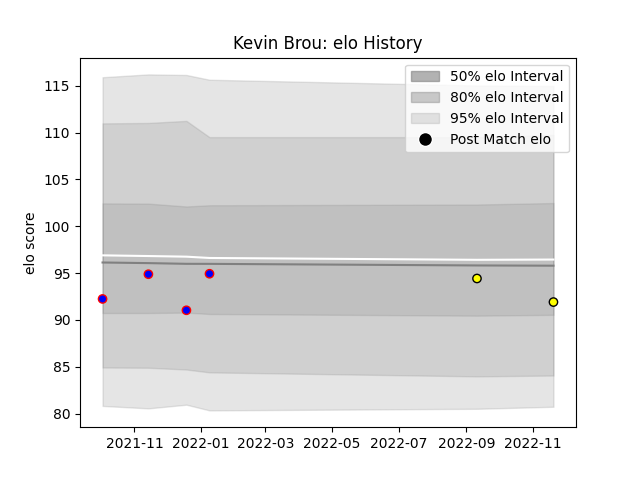 Kevin Brou: elo History
50% elo Interval
80% elo Interval
95% elo Interval
Post Match elo
elo score
115
110
105
100
95
90
85
80
2021-11 2022-01 2022-03 2022-05 2022-07 2022-09 2022-11